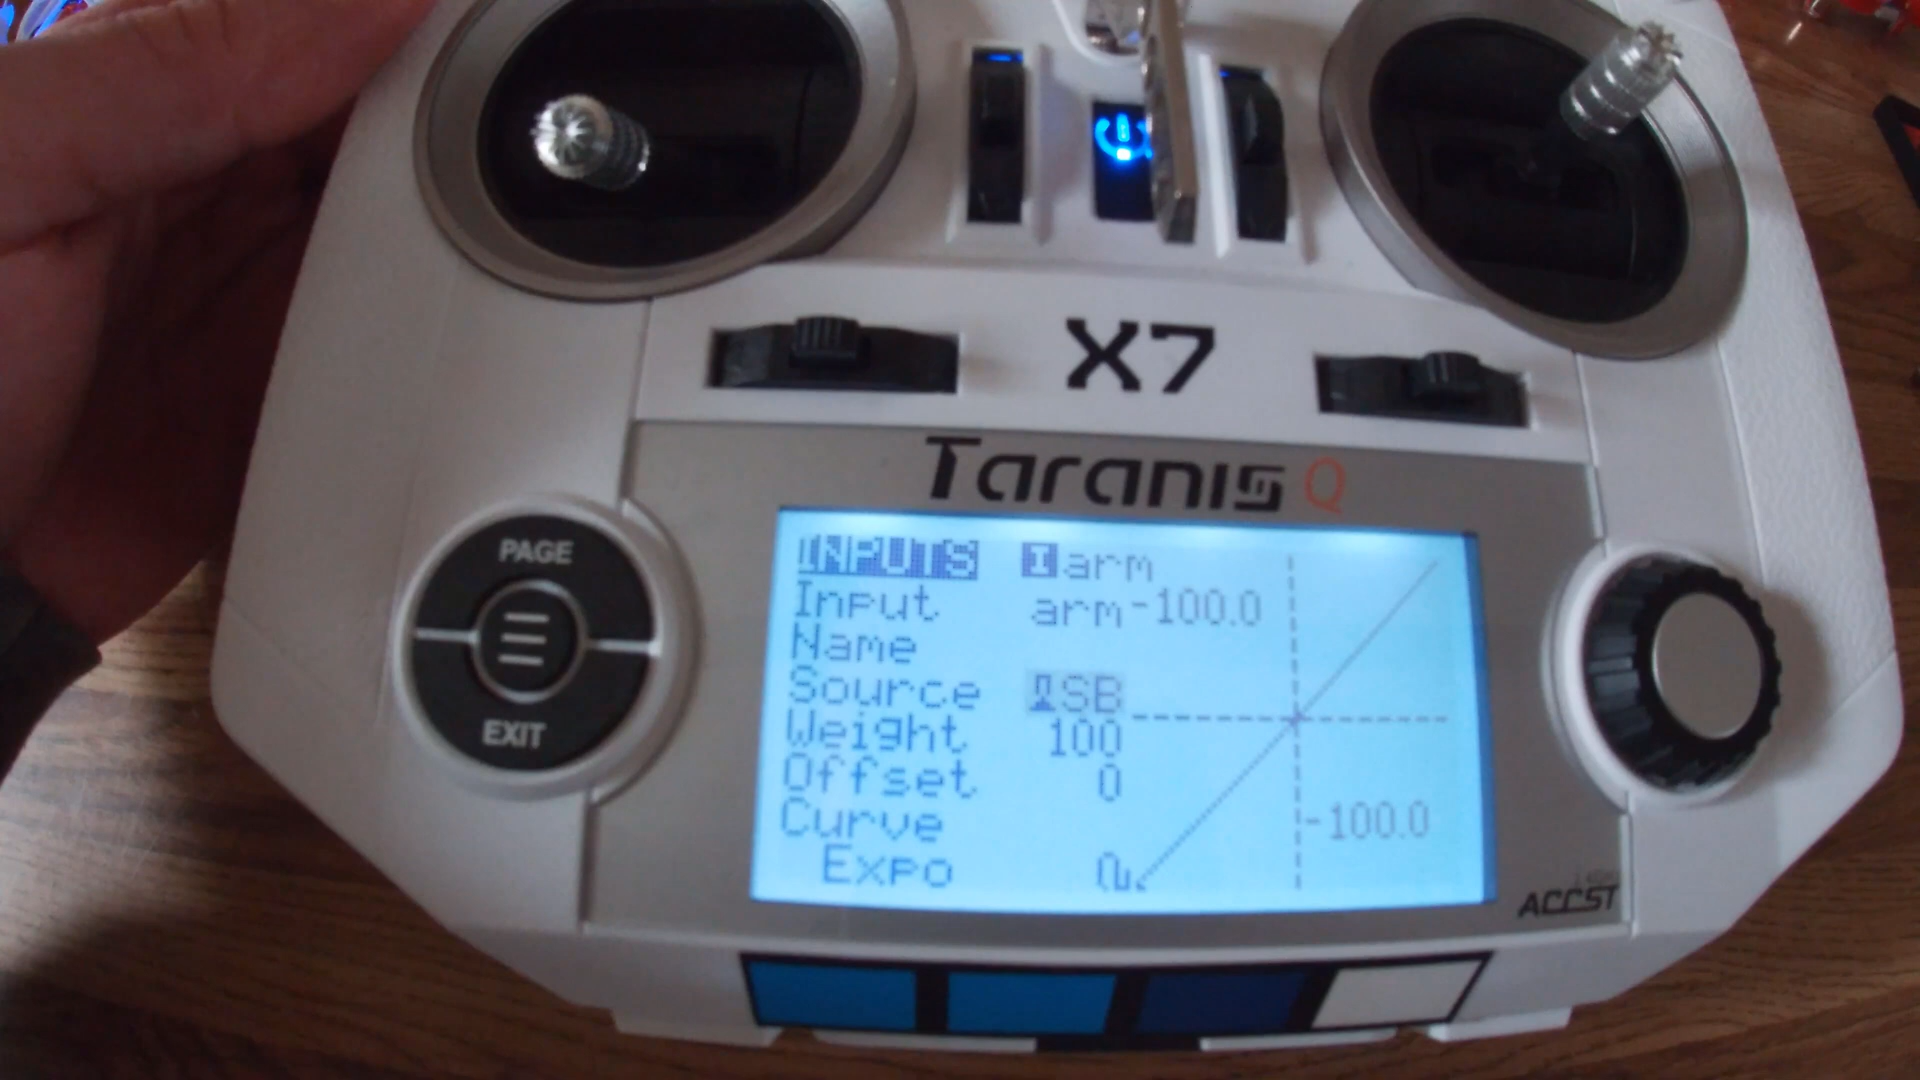 X7
Taranis Q
PAGE
EXIT
INPUTS I arm
Input arm -100.0
Name
Source SB
Weight 100
Offset 0
Curve -100.0
Expo
ACCST